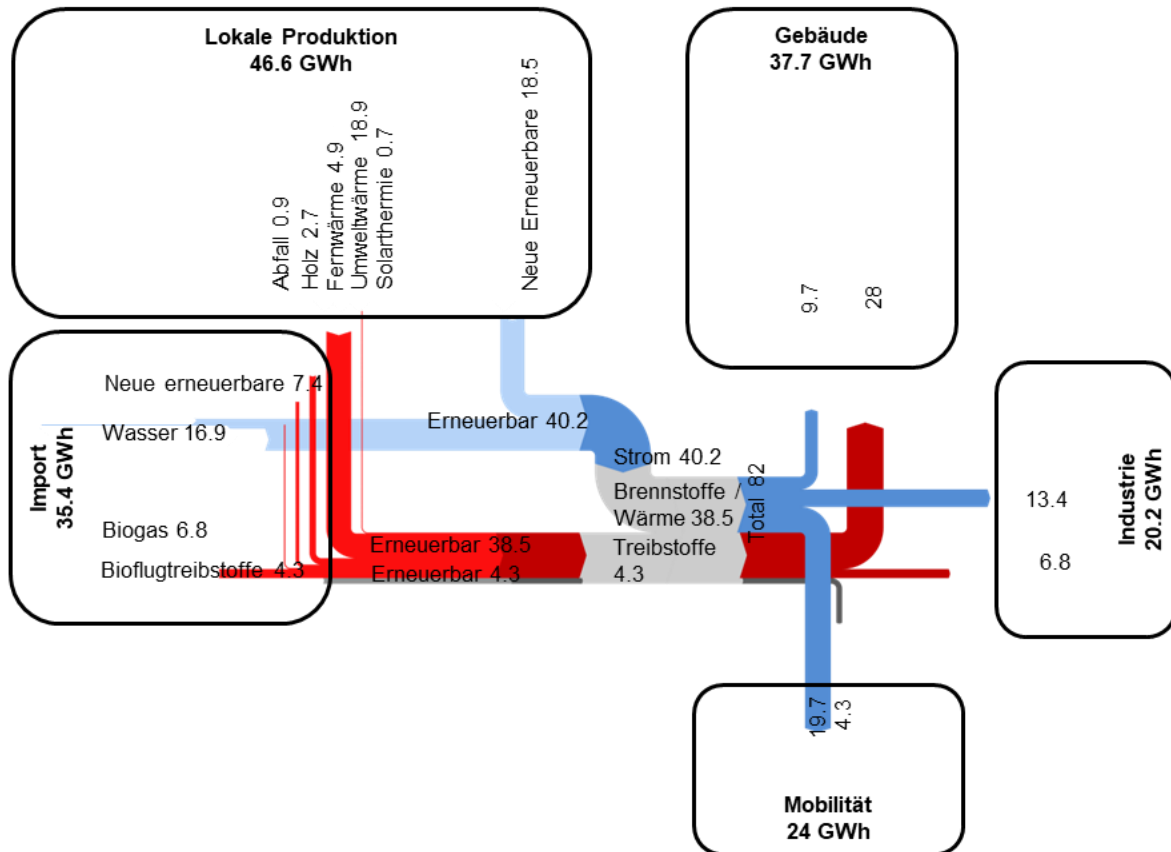 Lokale Produktion
46.6 GWh
Abfall 0.9
Holz 2.7
Fernwärme 4.9
Umweltwärme 18.9
Solarthermie 0.7
Neue Erneuerbare 18.5
Gebäude
37.7 GWh
9.7
28
Import
35.4 GWh
Neue erneuerbare 7.4
Wasser 16.9
Biogas 6.8
Bioflugtreibstoffe 4.3
Erneuerbar 40.2
Erneuerbar 38.5
Erneuerbar 4.3
Strom 40.2
Brennstoffe /
Wärme 38.5
Treibstoffe
4.3
Total 82
Industrie
20.2 GWh
13.4
6.8
19.7
4.3
Mobilität
24 GWh